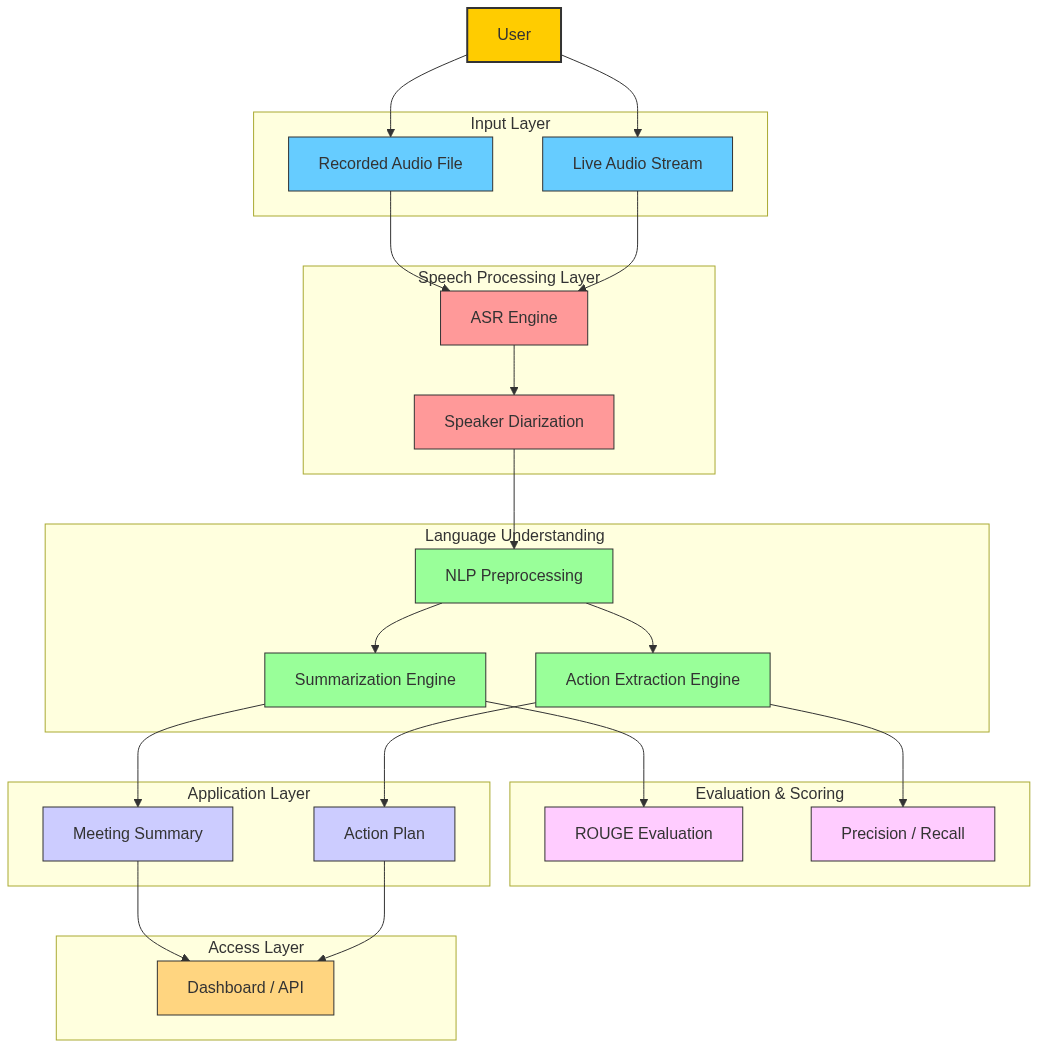 User
Input Layer
Recorded Audio File
Live Audio Stream
Speech Processing Layer
ASR Engine
Speaker Diarization
Language Understanding
NLP Preprocessing
Summarization Engine
Action Extraction Engine
Application Layer
Meeting Summary
Action Plan
Evaluation & Scoring
ROUGE Evaluation
Precision / Recall
Access Layer
Dashboard / API